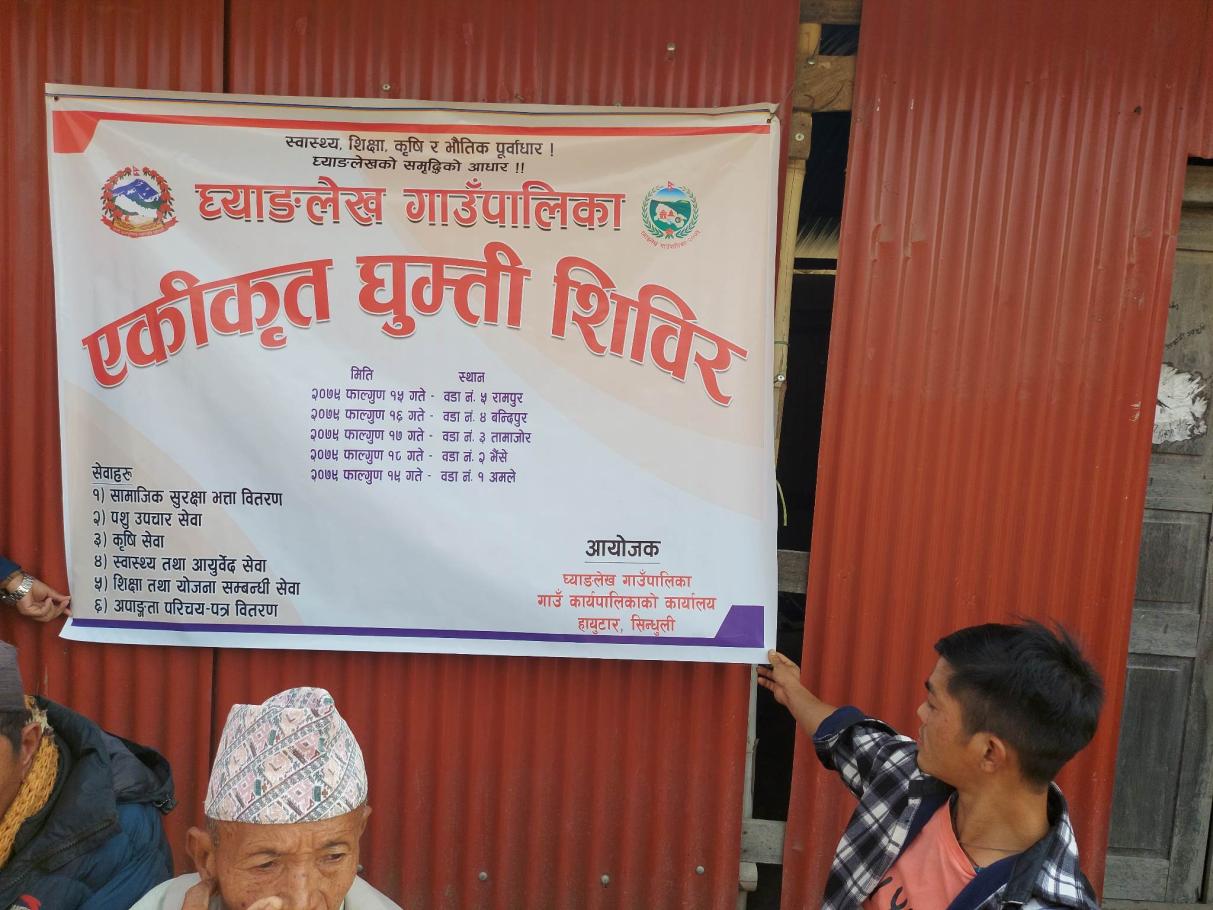 स्वास्थ्य, शिक्षा, कृषि र भौतिक पूर्वाधार !
घ्याङलेखको समृद्धिको आधार !!
घ्याङलेख गाउँपालिका
एकीकृत घुम्ती शिविर
मिति स्थान
२०७५ फाल्गुण १५ गते - वडा नं. ५ रामपुर
२०७५ फाल्गुण १६ गते - वडा नं. ४ बन्दिपुर
२०७५ फाल्गुण १७ गते - वडा नं. ३ तामाजोर
२०७५ फाल्गुण १८ गते - वडा नं. २ भैंसे
२०७५ फाल्गुण १९ गते - वडा नं. १ अमले
सेवाहरू
१) सामाजिक सुरक्षा भत्ता वितरण
२) पशु उपचार सेवा
३) कृषि सेवा
४) स्वास्थ्य तथा आयुर्वेद सेवा
५) शिक्षा तथा योजना सम्बन्धी सेवा
६) अपाङ्गता परिचय-पत्र वितरण
आयोजक
घ्याङलेख गाउँपालिका
गाउँ कार्यपालिकाको कार्यालय
हायुटार, सिन्धुली